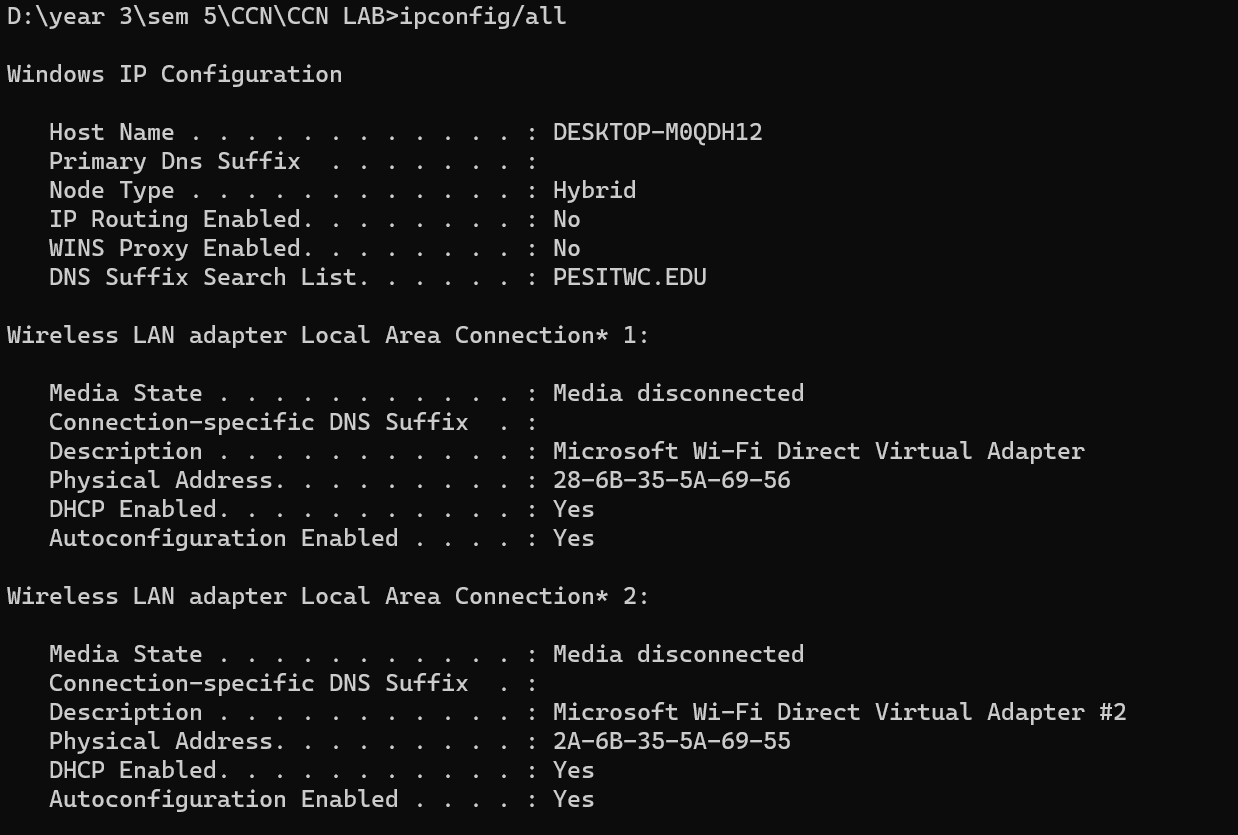 D:\year 3\sem 5\CCN\CCN LAB>ipconfig/all
Windows IP Configuration
Host Name . . . . . . . . . . . . : DESKTOP-M0QDH12
Primary Dns Suffix  . . . . . . . :
Node Type . . . . . . . . . . . . : Hybrid
IP Routing Enabled. . . . . . . . : No
WINS Proxy Enabled. . . . . . . . : No
DNS Suffix Search List. . . . . . : PESITWC.EDU
Wireless LAN adapter Local Area Connection* 1:
Media State . . . . . . . . . . . : Media disconnected
Connection-specific DNS Suffix  . :
Description . . . . . . . . . . . : Microsoft Wi-Fi Direct Virtual Adapter
Physical Address. . . . . . . . . : 28-6B-35-5A-69-56
DHCP Enabled. . . . . . . . . . . : Yes
Autoconfiguration Enabled . . . . : Yes
Wireless LAN adapter Local Area Connection* 2:
Media State . . . . . . . . . . . : Media disconnected
Connection-specific DNS Suffix  . :
Description . . . . . . . . . . . : Microsoft Wi-Fi Direct Virtual Adapter #2
Physical Address. . . . . . . . . : 2A-6B-35-5A-69-55
DHCP Enabled. . . . . . . . . . . : Yes
Autoconfiguration Enabled . . . . : Yes